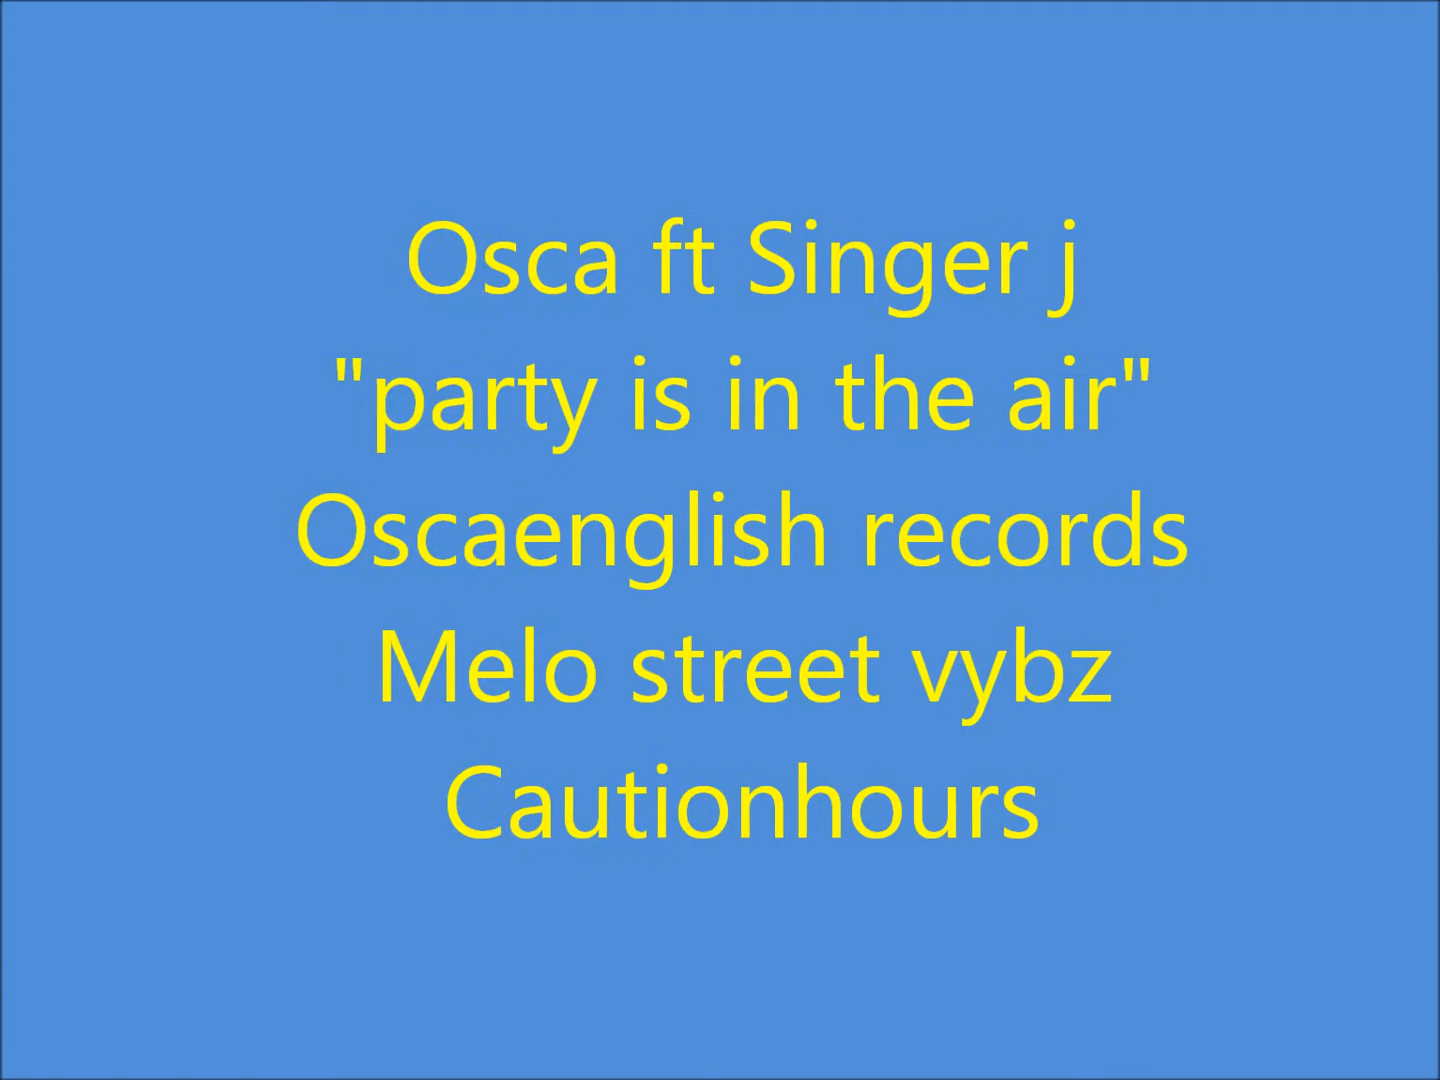 Osca ft Singer j
"party is in the air"
Oscaenglish records
Melo street vybz
Cautionhours